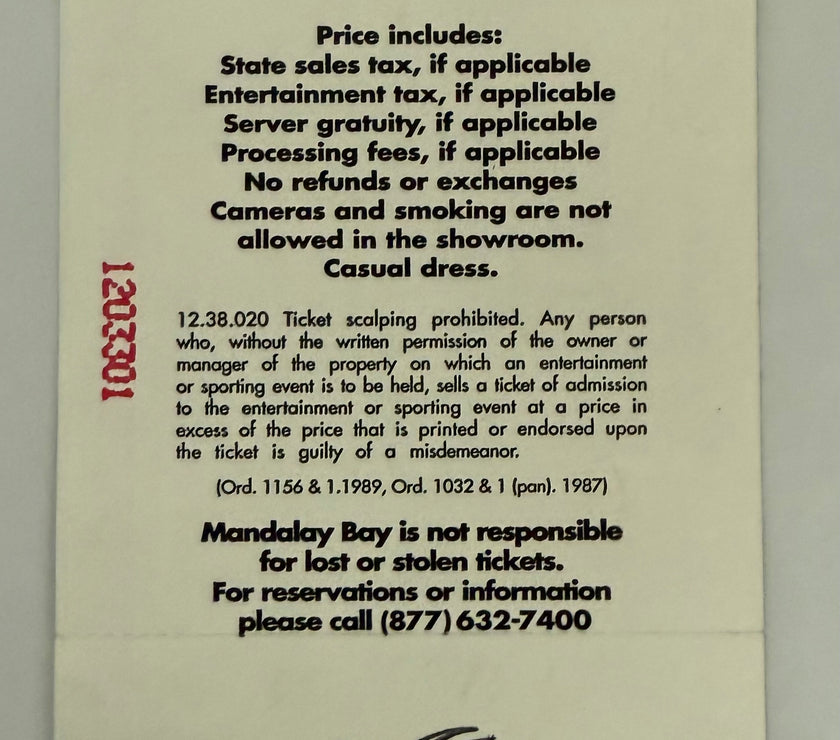 Price includes:
State sales tax, if applicable
Entertainment tax, if applicable
Server gratuity, if applicable
Processing fees, if applicable
No refunds or exchanges
Cameras and smoking are not
allowed in the showroom.
Casual dress.
1203301
12.38.020 Ticket scalping prohibited. Any person
who, without the written permission of the owner or
manager of the property on which an entertainment
or sporting event is to be held, sells a ticket of admission
to the entertainment or sporting event at a price in
excess of the price that is printed or endorsed upon
the ticket is guilty of a misdemeanor.
(Ord. 1156 & 1.1989, Ord. 1032 & 1 (pan). 1987)
Mandalay Bay is not responsible
for lost or stolen tickets.
For reservations or information
please call (877) 632-7400